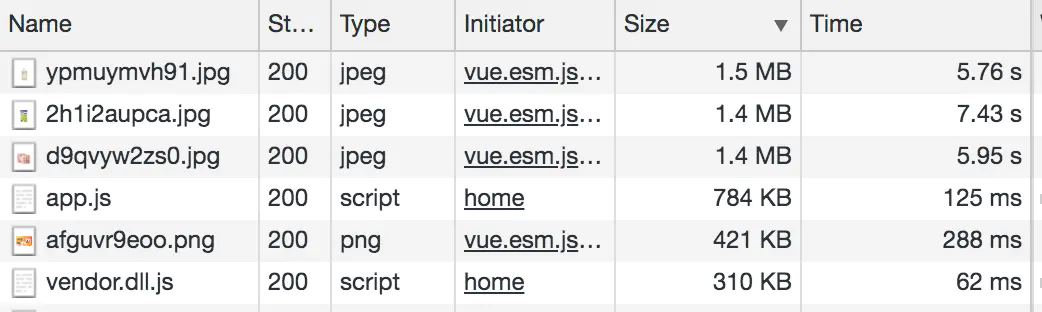 Name St… Type Initiator Size ▼ Time
ypmuymvh91.jpg 200 jpeg vue.esm.js… 1.5 MB 5.76 s
2h1i2aupca.jpg 200 jpeg vue.esm.js… 1.4 MB 7.43 s
d9qvyw2zs0.jpg 200 jpeg vue.esm.js… 1.4 MB 5.95 s
app.js 200 script home 784 KB 125 ms
afguvr9eoo.png 200 png vue.esm.js… 421 KB 288 ms
vendor.dll.js 200 script home 310 KB 62 ms